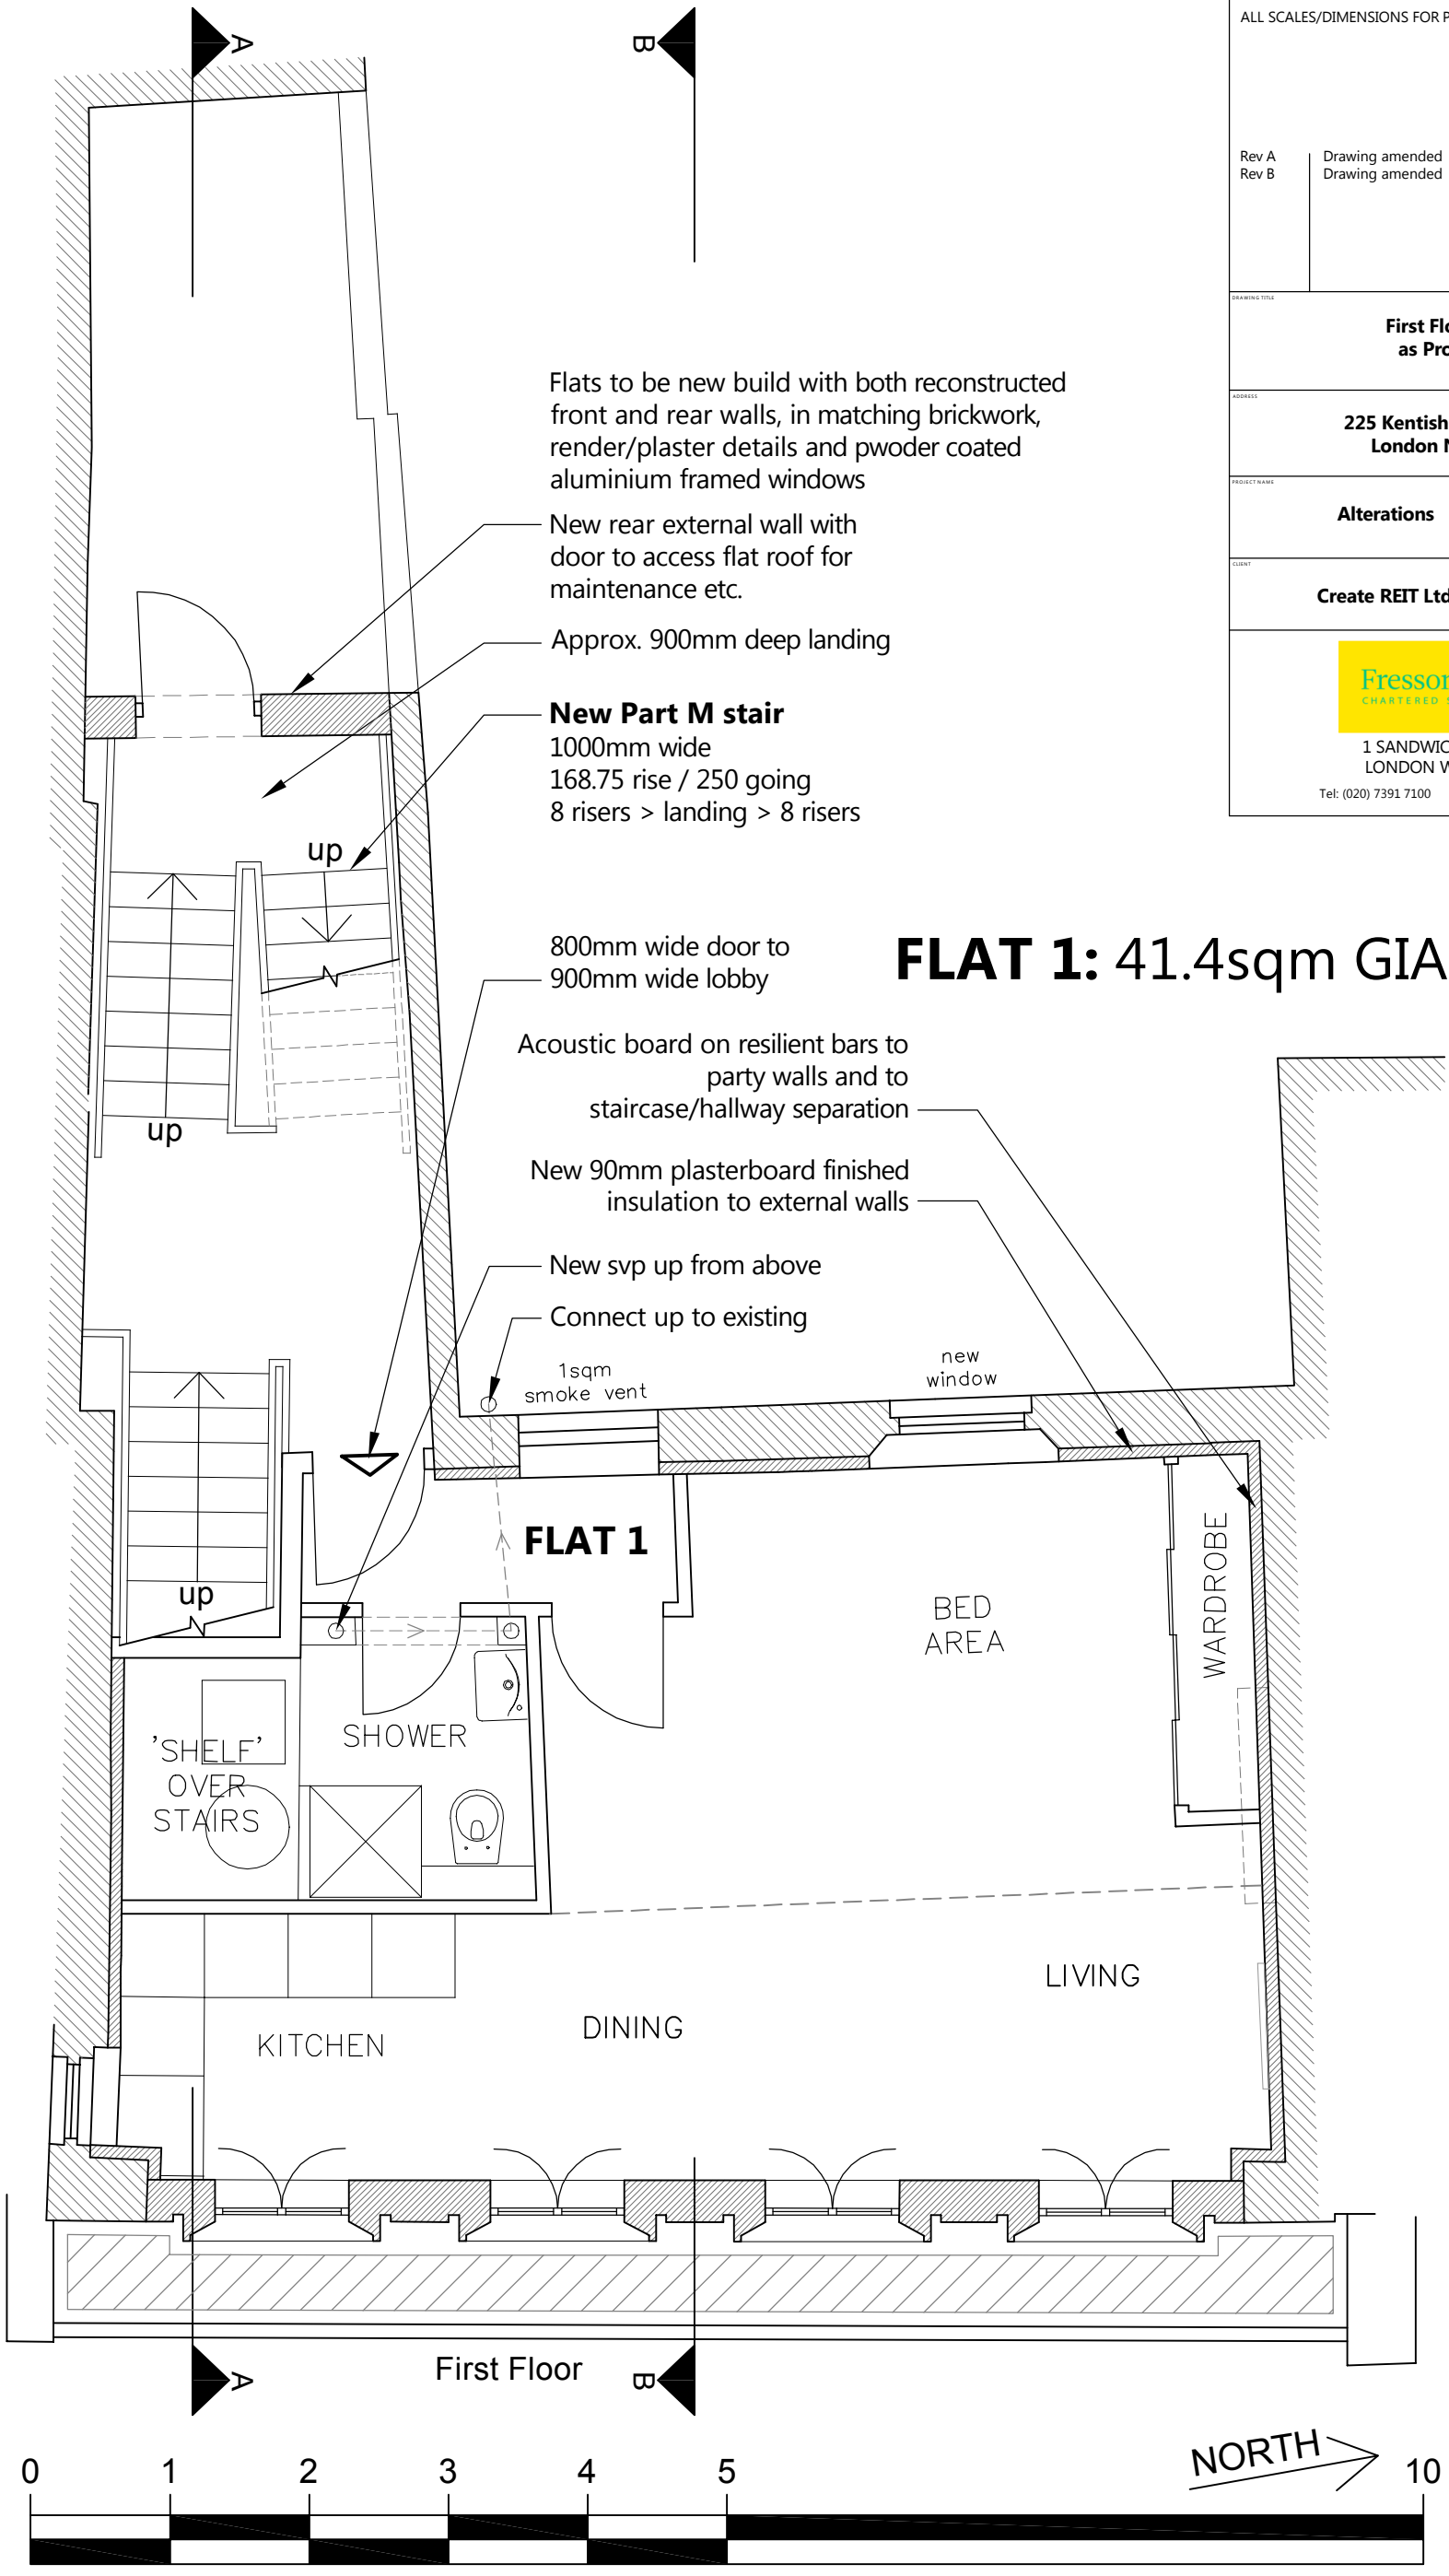 A
B
ALL SCALES/DIMENSIONS FOR
Rev A Drawing amended
Rev B Drawing amended
DRAWING TITLE
First
as
ADDRESS
225 Kentish
London
PROJECT NAME
Alterations
CLIENT
Create REIT Ltd
CHARTERED
1
LONDON
Tel: (020) 7391 7100
Flats to be new build with both reconstructed
front and rear walls, in matching brickwork,
render/plaster details and pwoder coated
aluminium framed windows
New rear external wall with
door to access flat roof for
maintenance etc.
Approx. 900mm deep landing
New Part M stair
1000mm wide
168.75 rise / 250 going
8 risers > landing > 8 risers
up
up
800mm wide door to
900mm wide lobby
FLAT 1: 41.4sqm GIA
Acoustic board on resilient bars to
party walls and to
staircase/hallway separation
New 90mm plasterboard finished
insulation to external walls
New svp up from above
Connect up to existing
1sqm
smoke vent
new
window
FLAT 1
up
BED
AREA
WARDROBE
SHOWER
'SHELF'
OVER
STAIRS
LIVING
DINING
KITCHEN
First Floor
A
B
NORTH
0 1 2 3 4 5 10